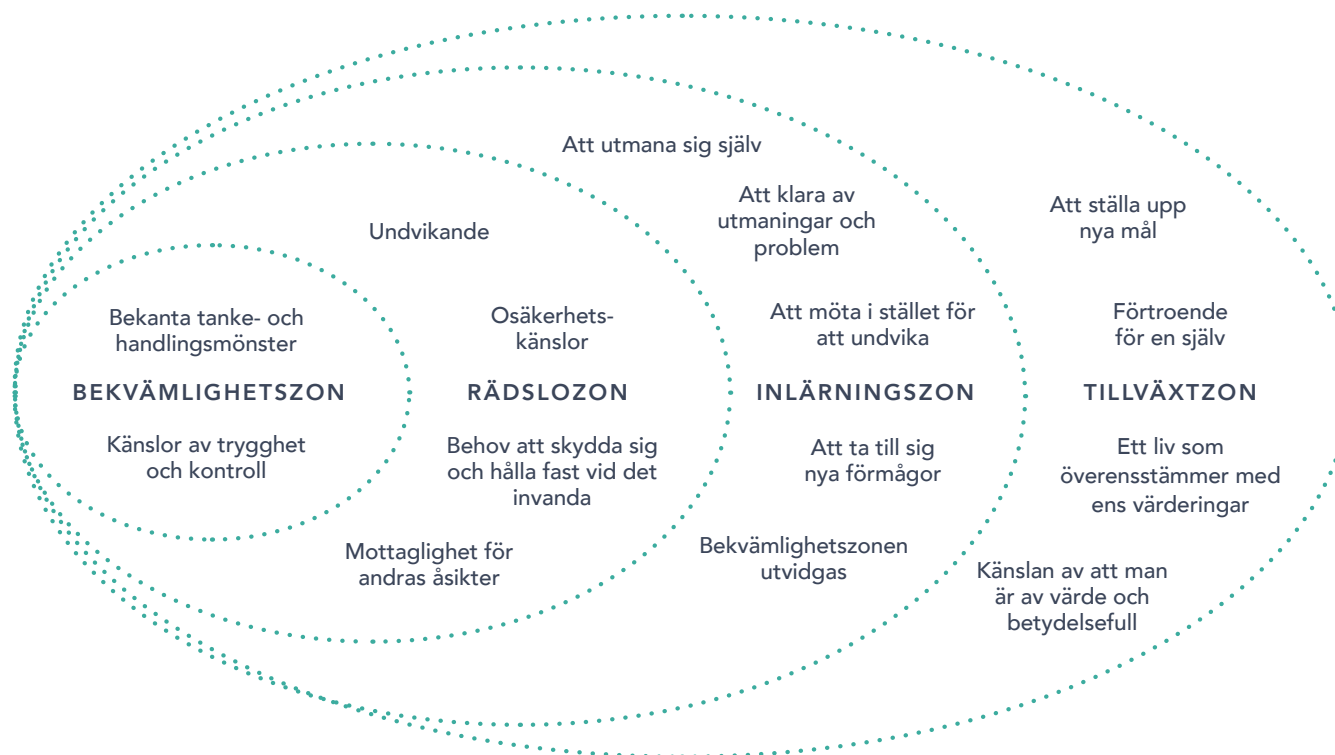 Bekanta tanke- och
handlingsmönster
BEKVÄMLIGHETSZON
Känslor av trygghet
och kontroll
Undvikande
Osäkerhets-
känslor
RÄDSLOZON
Behov att skydda sig
och hålla fast vid det
invanda
Mottaglighet för
andras åsikter
Att utmana sig själv
Att klara av
utmaningar och
problem
Att möta i stället för
att undvika
INLÄRNINGSZON
Att ta till sig
nya förmågor
Bekvämlighetszonen
utvidgas
Att ställa upp
nya mål
Förtroende
för en själv
TILLVÄXTZON
Ett liv som
överensstämmer med
ens värderingar
Känslan av att man
är av värde och
betydelsefull